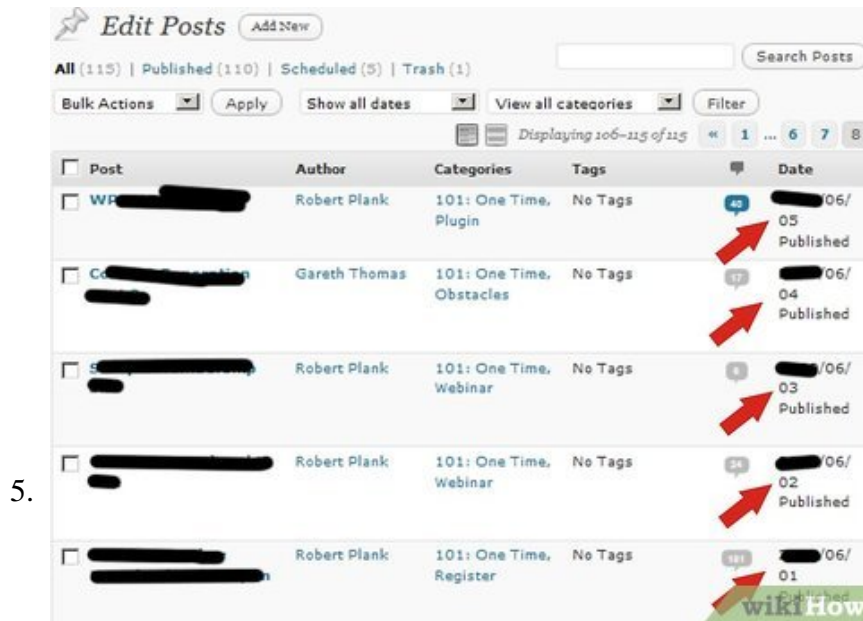 Edit Posts Add New
Search Posts
All (115) | Published (110) | Scheduled (5) | Trash (1)
Bulk Actions Apply Show all dates View all categories Filter
Displaying 106–115 of 115 « 1 ... 6 7 8
Post Author Categories Tags Date
WP Robert Plank 101: One Time, No Tags 40 /06/
Plugin 05
Published
Gareth Thomas 101: One Time, No Tags 17 /06/
Obstacles 04
Published
Robert Plank 101: One Time, No Tags /06/
Webinar 03
Published
5.
Robert Plank 101: One Time, No Tags 24 /06/
Webinar 02
Published
Robert Plank 101: One Time, No Tags /06/
Register 01
Published
wikiHow